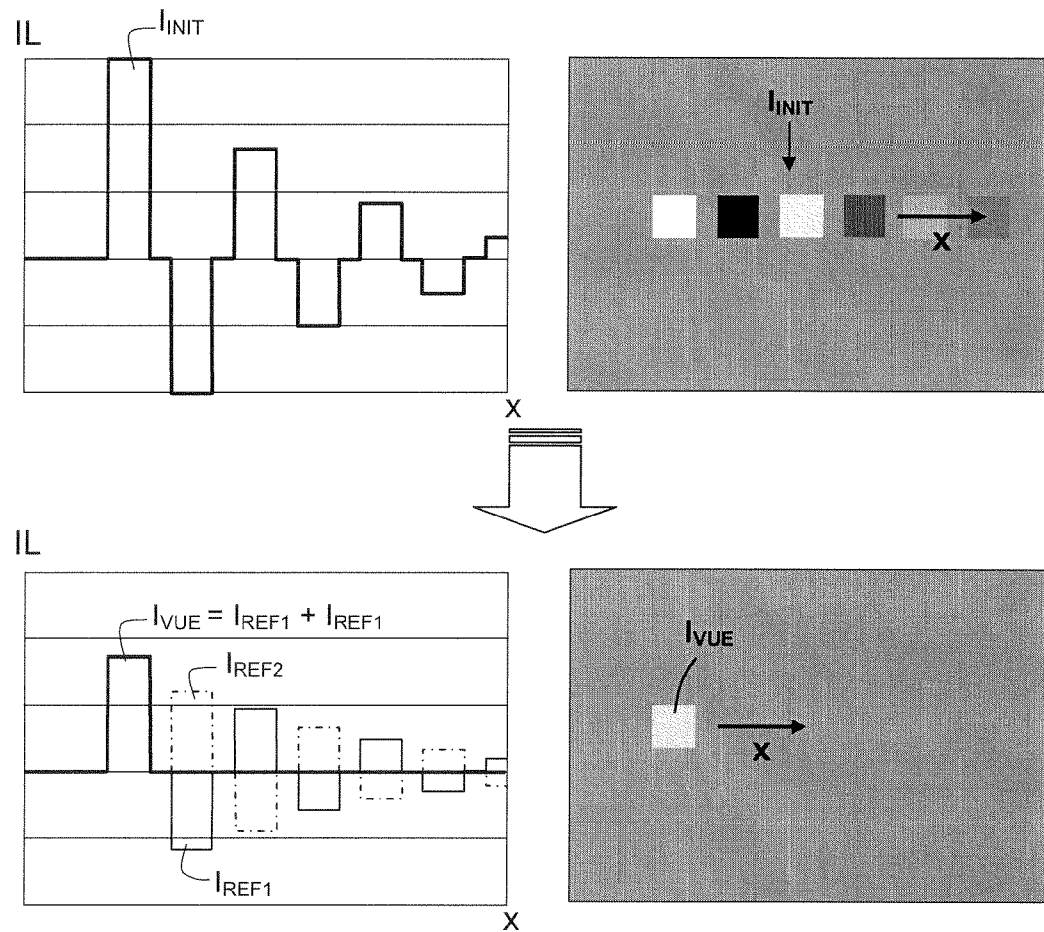 IL
I_INIT
x
I_INIT
x
IL
I_VUE = I_REF1 + I_REF1
I_REF2
I_REF1
x
I_VUE
x